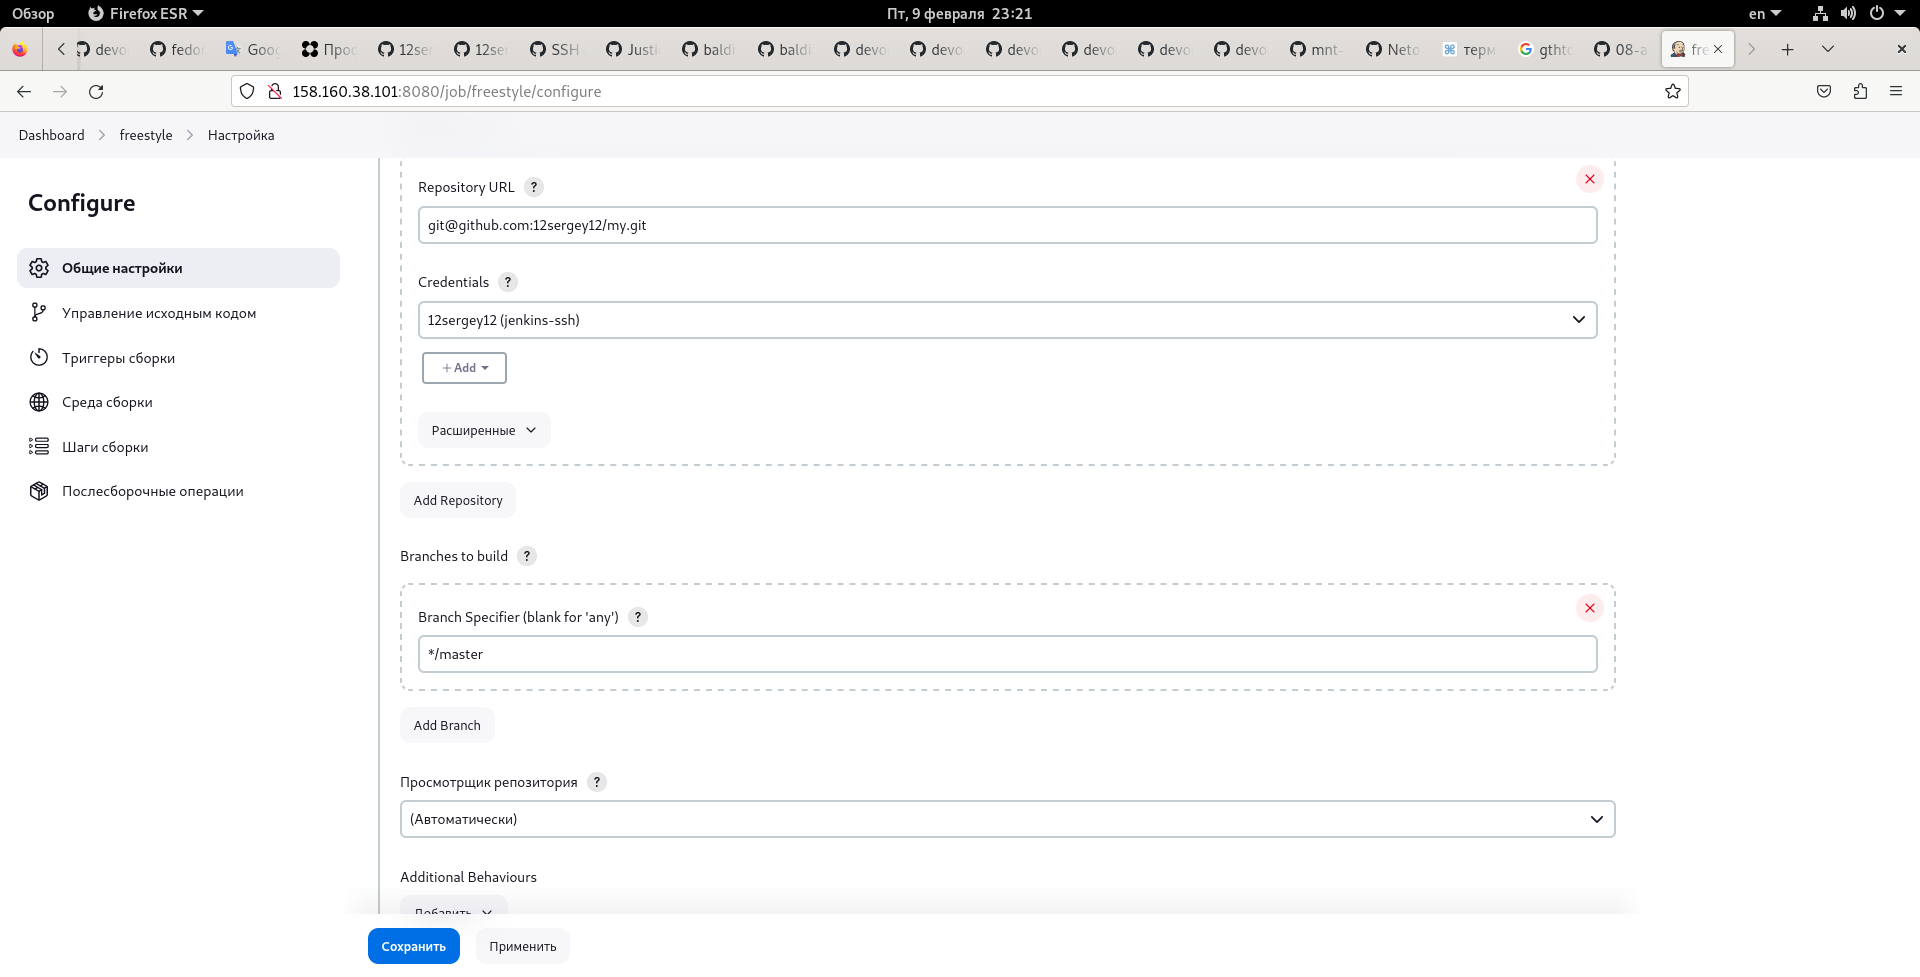 Обзор Firefox ESR Пт, 9 февраля 23:21 en
devo fedo Goo Прос 12se 12se SSH Justi baldi baldi devo devo devo devo devo devo mnt- Neto терм gthto 08-a fre
158.160.38.101:8080/job/freestyle/configure
Dashboard freestyle Настройка
Configure
Общие настройки
Управление исходным кодом
Триггеры сборки
Среда сборки
Шаги сборки
Послесборочные операции
Repository URL ?
git@github.com:12sergey12/my.git
Credentials ?
12sergey12 (jenkins-ssh)
+ Add
Расширенные
Add Repository
Branches to build ?
Branch Specifier (blank for 'any') ?
*/master
Add Branch
Просмотрщик репозитория ?
(Автоматически)
Additional Behaviours
Добавить
Сохранить Применить